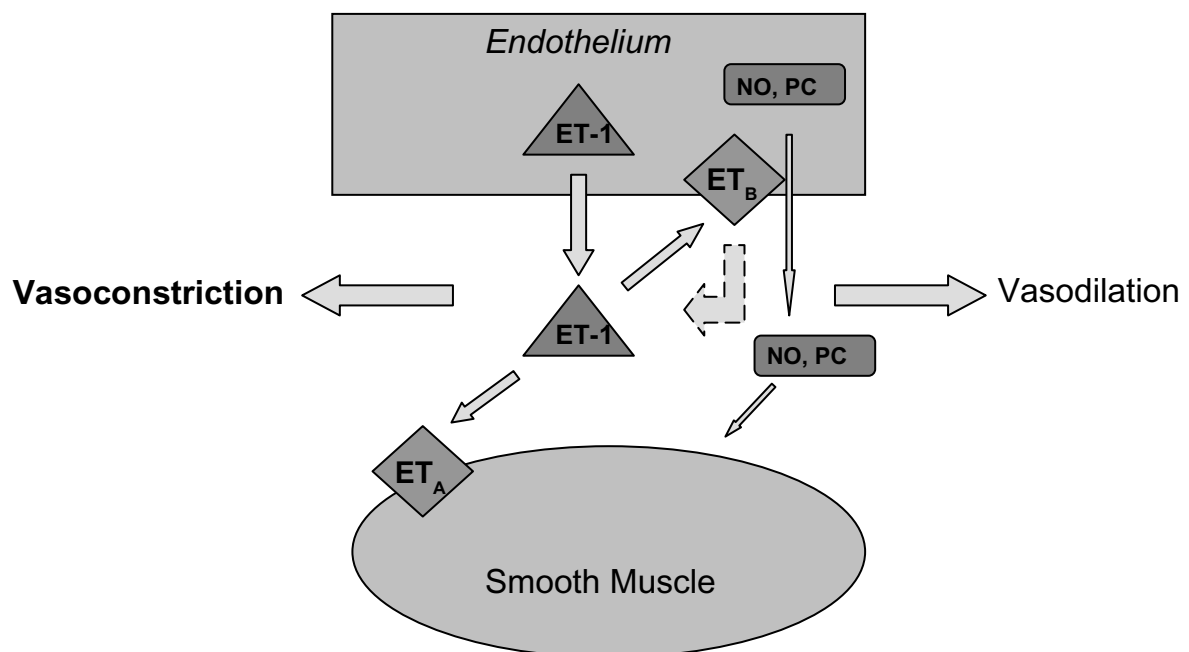 Endothelium
NO, PC
ET-1
ET_B
Vasoconstriction
Vasodilation
ET-1
NO, PC
ET_A
Smooth Muscle